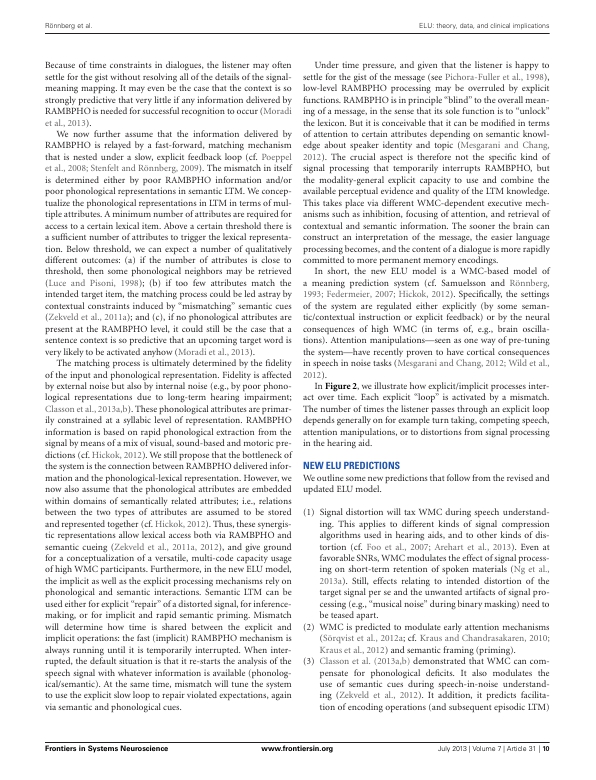 Rönnberg et al.
ELU: theory, data, and clinical implications
Because of time constraints in dialogues, the listener may often
settle for the gist without resolving all of the details of the signal-
meaning mapping. It may even be the case that the context is so
strongly predictive that very little if any information delivered by
RAMBPHO is needed for successful recognition to occur (Moradi
et al., 2013).
We now further assume that the information delivered by
RAMBPHO is relayed by a fast-forward, matching mechanism
that is nested under a slow, explicit feedback loop (cf. Poeppel
et al., 2008; Stenfelt and Rönnberg, 2009). The mismatch in itself
is determined either by poor RAMBPHO information and/or
poor phonological representations in semantic LTM. We concep-
tualize the phonological representations in LTM in terms of mul-
tiple attributes. A minimum number of attributes are required for
access to a certain lexical item. Above a certain threshold there is
a sufficient number of attributes to trigger the lexical representa-
tion. Below threshold, we can expect a number of qualitatively
different outcomes: (a) if the number of attributes is close to
threshold, then some phonological neighbors may be retrieved
(Luce and Pisoni, 1998); (b) if too few attributes match the
intended target item, the matching process could be led astray by
contextual constraints induced by "mismatching" semantic cues
(Zekveld et al., 2011a); and (c), if no phonological attributes are
present at the RAMBPHO level, it could still be the case that a
sentence context is so predictive that an upcoming target word is
very likely to be activated anyhow (Moradi et al., 2013).
The matching process is ultimately determined by the fidelity
of the input and phonological representation. Fidelity is affected
by external noise but also by internal noise (e.g., by poor phono-
logical representations due to long-term hearing impairment;
Classon et al., 2013a,b). These phonological attributes are primar-
ily constrained at a syllabic level of representation. RAMBPHO
information is based on rapid phonological extraction from the
signal by means of a mix of visual, sound-based and motoric pre-
dictions (cf. Hickok, 2012). We still propose that the bottleneck of
the system is the connection between RAMBPHO delivered infor-
mation and the phonological-lexical representation. However, we
now also assume that the phonological attributes are embedded
within domains of semantically related attributes; i.e., relations
between the two types of attributes are assumed to be stored
and represented together (cf. Hickok, 2012). Thus, these synergis-
tic representations allow lexical access both via RAMBPHO and
semantic cueing (Zekveld et al., 2011a, 2012), and give ground
for a conceptualization of a versatile, multi-code capacity usage
of high WMC participants. Furthermore, in the new ELU model,
the implicit as well as the explicit processing mechanisms rely on
phonological and semantic interactions. Semantic LTM can be
used either for explicit "repair" of a distorted signal, for inference-
making, or for implicit and rapid semantic priming. Mismatch
will determine how time is shared between the explicit and
implicit operations: the fast (implicit) RAMBPHO mechanism is
always running until it is temporarily interrupted. When inter-
rupted, the default situation is that it re-starts the analysis of the
speech signal with whatever information is available (phonolog-
ical/semantic). At the same time, mismatch will tune the system
to use the explicit slow loop to repair violated expectations, again
via semantic and phonological cues.
Under time pressure, and given that the listener is happy to
settle for the gist of the message (see Pichora-Fuller et al., 1998),
low-level RAMBPHO processing may be overruled by explicit
functions. RAMBPHO is in principle "blind" to the overall mean-
ing of a message, in the sense that its sole function is to "unlock"
the lexicon. But it is conceivable that it can be modified in terms
of attention to certain attributes depending on semantic knowl-
edge about speaker identity and topic (Mesgarani and Chang,
2012). The crucial aspect is therefore not the specific kind of
signal processing that temporarily interrupts RAMBPHO, but
the modality-general explicit capacity to use and combine the
available perceptual evidence and quality of the LTM knowledge.
This takes place via different WMC-dependent executive mech-
anisms such as inhibition, focusing of attention, and retrieval of
contextual and semantic information. The sooner the brain can
construct an interpretation of the message, the easier language
processing becomes, and the content of a dialogue is more rapidly
committed to more permanent memory encodings.
In short, the new ELU model is a WMC-based model of
a meaning prediction system (cf. Samuelsson and Rönnberg,
1993; Federmeier, 2007; Hickok, 2012). Specifically, the settings
of the system are regulated either explicitly (by some seman-
tic/contextual instruction or explicit feedback) or by the neural
consequences of high WMC (in terms of, e.g., brain oscilla-
tions). Attention manipulations—seen as one way of pre-tuning
the system—have recently proven to have cortical consequences
in speech in noise tasks (Mesgarani and Chang, 2012; Wild et al.,
2012).
In Figure 2, we illustrate how explicit/implicit processes inter-
act over time. Each explicit "loop" is activated by a mismatch.
The number of times the listener passes through an explicit loop
depends generally on for example turn taking, competing speech,
attention manipulations, or to distortions from signal processing
in the hearing aid.
NEW ELU PREDICTIONS
We outline some new predictions that follow from the revised and
updated ELU model.
(1) Signal distortion will tax WMC during speech understand-
ing. This applies to different kinds of signal compression
algorithms used in hearing aids, and to other kinds of dis-
tortion (cf. Foo et al., 2007; Arehart et al., 2013). Even at
favorable SNRs, WMC modulates the effect of signal process-
ing on short-term retention of spoken materials (Ng et al.,
2013a). Still, effects relating to intended distortion of the
target signal per se and the unwanted artifacts of signal pro-
cessing (e.g., "musical noise" during binary masking) need to
be teased apart.
(2) WMC is predicted to modulate early attention mechanisms
(Sörqvist et al., 2012a; cf. Kraus and Chandrasakaren, 2010;
Kraus et al., 2012) and semantic framing (priming).
(3) Classon et al. (2013a,b) demonstrated that WMC can com-
pensate for phonological deficits. It also modulates the
use of semantic cues during speech-in-noise understand-
ing (Zekveld et al., 2012). It addition, it predicts facilita-
tion of encoding operations (and subsequent episodic LTM)
Frontiers in Systems Neuroscience
www.frontiersin.org
July 2013 | Volume 7 | Article 31 | 10